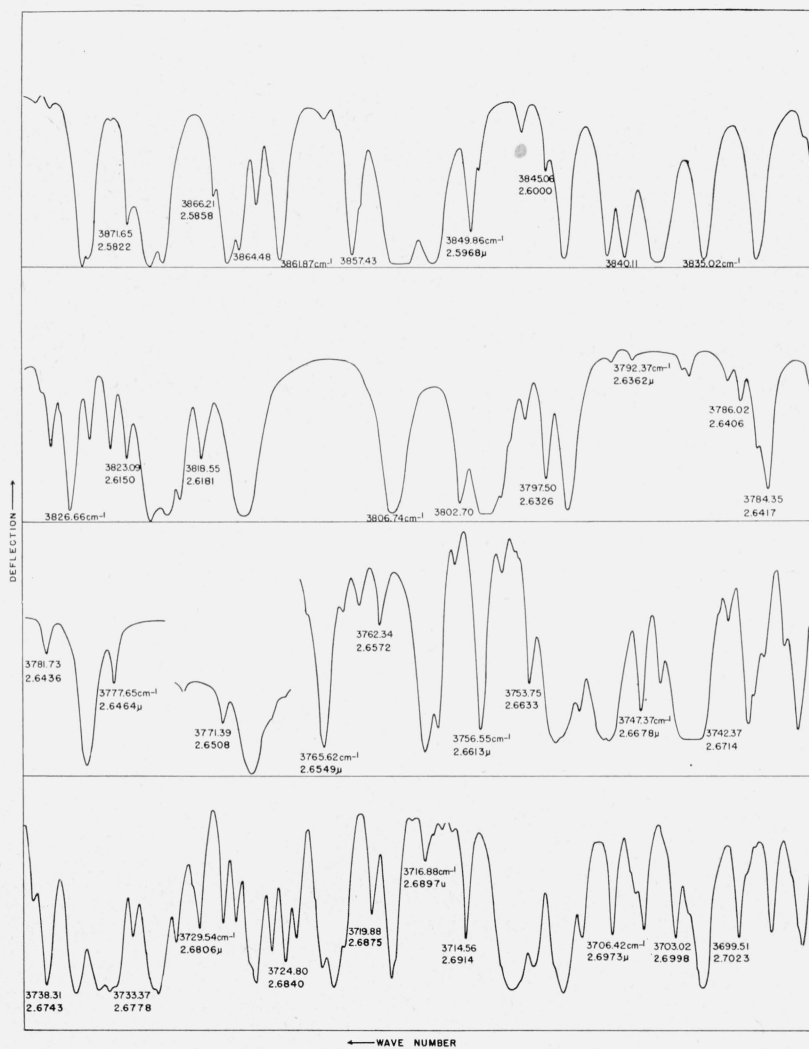 3871.65
2.5822
3866.21
2.5858
3864.48
3861.87cm⁻¹
3857.43
3849.86cm⁻¹
2.5968μ
3845.06
2.6000
3840.11
3835.02cm⁻¹
3826.66cm⁻¹
3823.09
2.6150
3818.55
2.6181
3806.74cm⁻¹
3802.70
3797.50
2.6326
3792.37cm⁻¹
2.6362μ
3786.02
2.6406
3784.35
2.6417
DEFLECTION
3781.73
2.6436
3777.65cm⁻¹
2.6464μ
3771.39
2.6508
3765.62cm⁻¹
2.6549μ
3762.34
2.6572
3756.55cm⁻¹
2.6613μ
3753.75
2.6633
3747.37cm⁻¹
2.6678μ
3742.37
2.6714
3738.31
2.6743
3733.37
2.6778
3729.54cm⁻¹
2.6806μ
3724.80
2.6840
3719.88
2.6875
3716.88cm⁻¹
2.6897u
3714.56
2.6914
3706.42cm⁻¹
2.6973μ
3703.02
2.6998
3699.51
2.7023
WAVE NUMBER